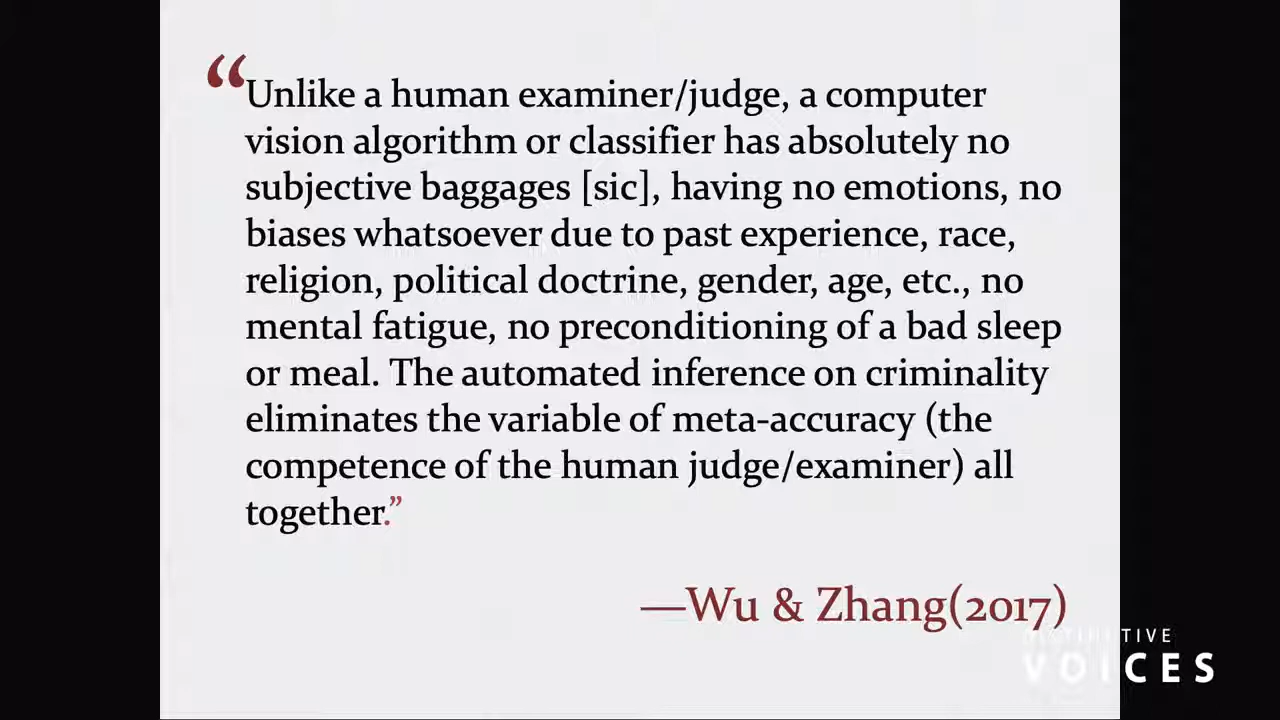 “Unlike a human examiner/judge, a computer
vision algorithm or classifier has absolutely no
subjective baggages [sic], having no emotions, no
biases whatsoever due to past experience, race,
religion, political doctrine, gender, age, etc., no
mental fatigue, no preconditioning of a bad sleep
or meal. The automated inference on criminality
eliminates the variable of meta-accuracy (the
competence of the human judge/examiner) all
together.”
—Wu & Zhang(2017)
DISTINCTIVE
VOICES